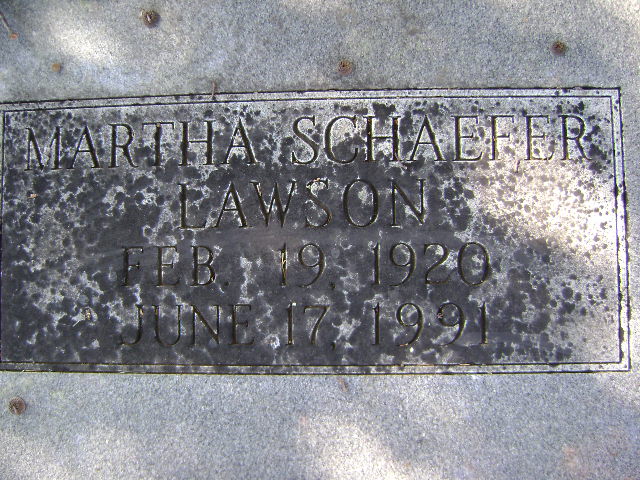 MARTHA SCHAEFER
LAWSON
FEB. 19, 1920
JUNE 17, 1991